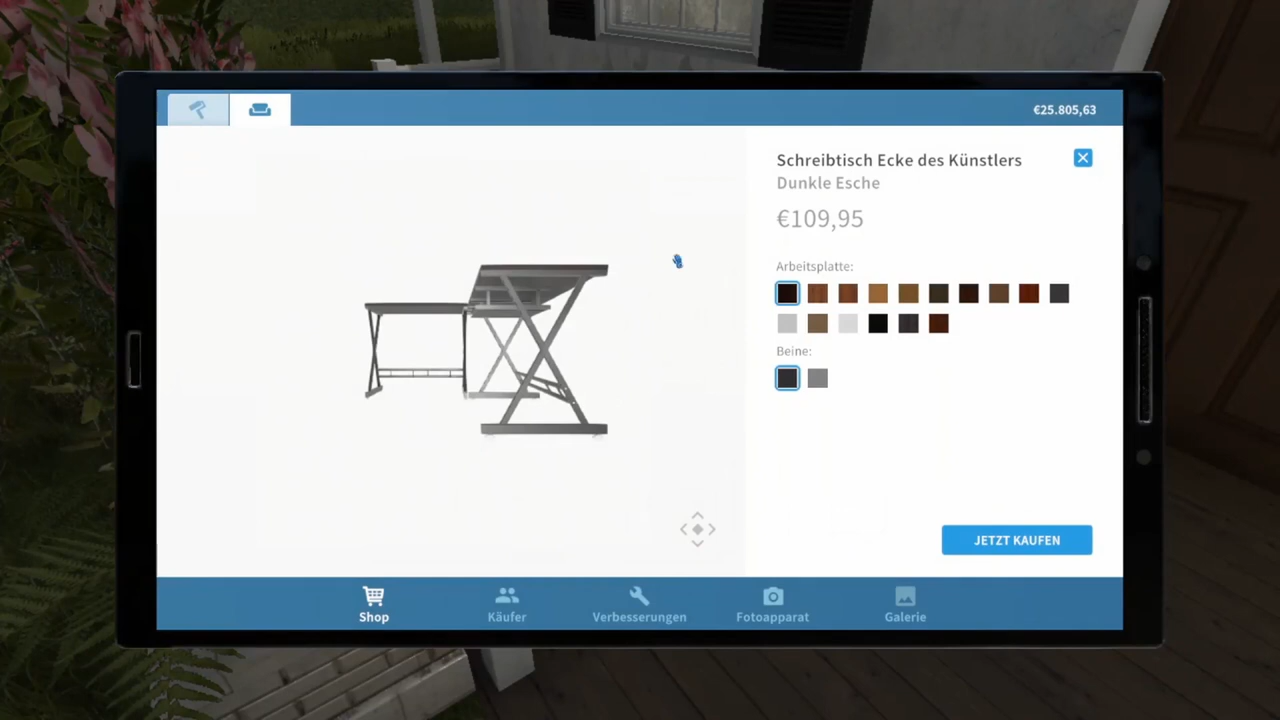 €25.805,63
Schreibtisch Ecke des Künstlers
Dunkle Esche
€109,95
Arbeitsplatte:
Beine:
JETZT KAUFEN
Shop
Käufer
Verbesserungen
Fotoapparat
Galerie